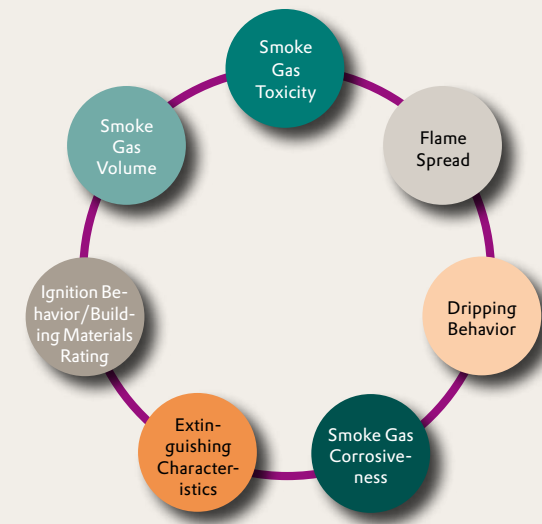 Smoke
Gas
Toxicity
Flame
Spread
Dripping
Behavior
Smoke Gas
Corrosive-
ness
Extin-
guishing
Character-
istics
Ignition Be-
havior/Build-
ing Materials
Rating
Smoke
Gas
Volume